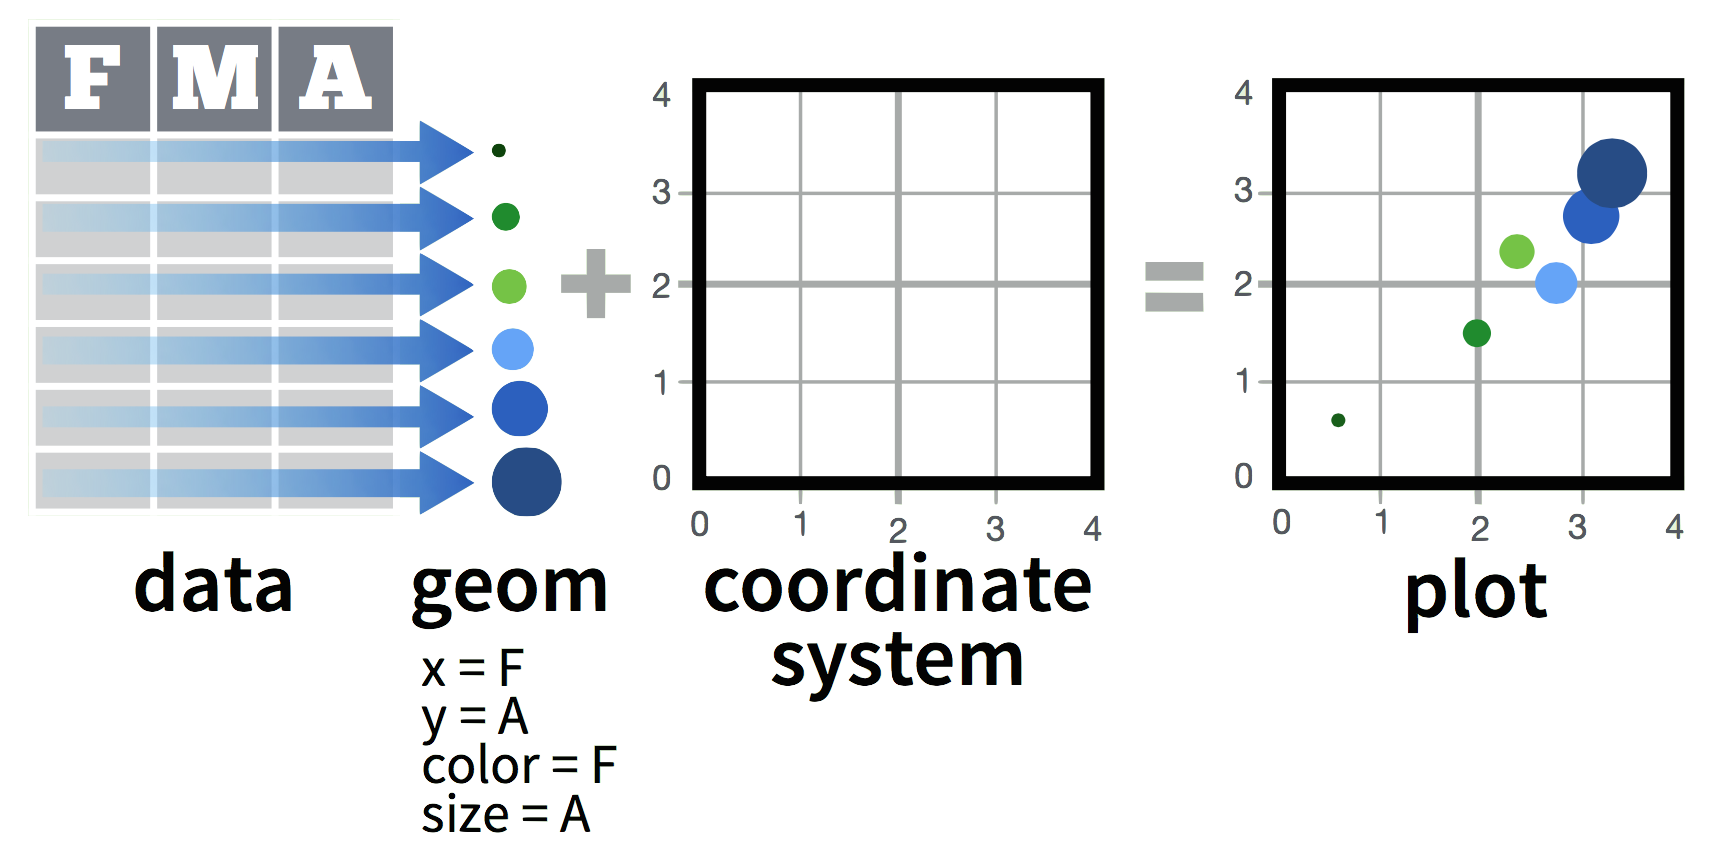 F M A
+
=
4
3
2
1
0
0 1 2 3 4
4
3
2
1
0
0 1 2 3 4
data
geom
x = F
y = A
color = F
size = A
coordinate
system
plot